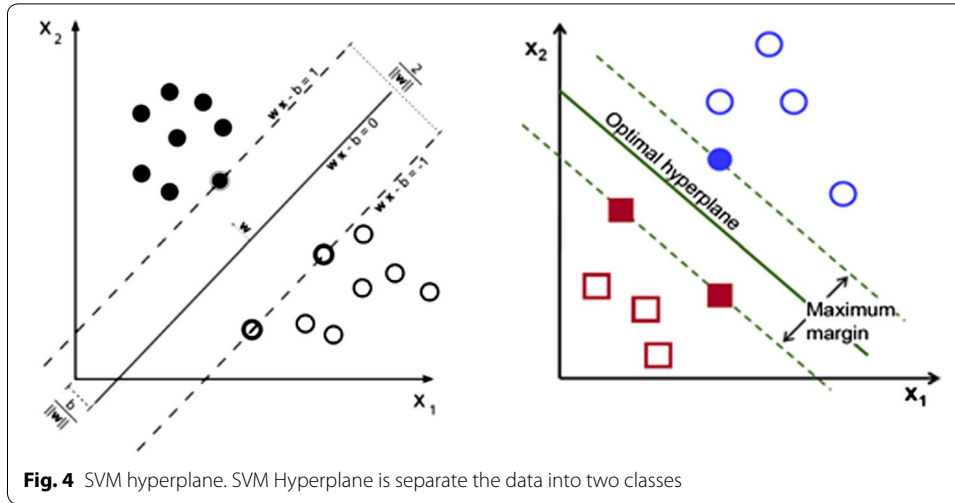 X2
w x - b = 1
2
||w||
w x - b = 0
w x - b = -1
w
b
||w||
X1
X2
Optimal hyperplane
Maximum
margin
X1
Fig. 4 SVM hyperplane. SVM Hyperplane is separate the data into two classes